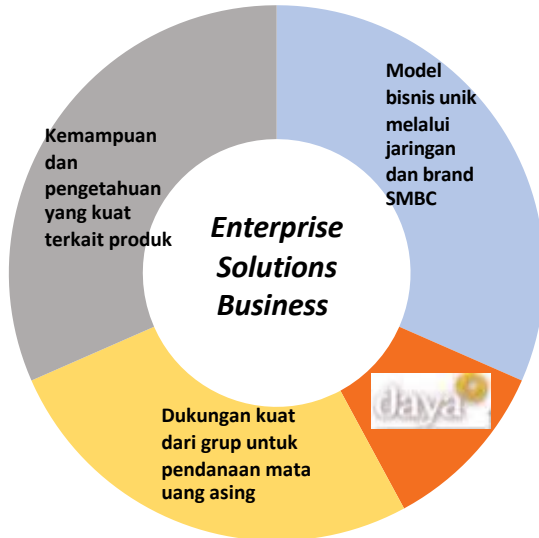 Model
bisnis unik
melalui
jaringan
dan brand
SMBC
Kemampuan
dan
pengetahuan
yang kuat
terkait produk
Enterprise
Solutions
Business
daya
Dukungan kuat
dari grup untuk
pendanaan mata
uang asing